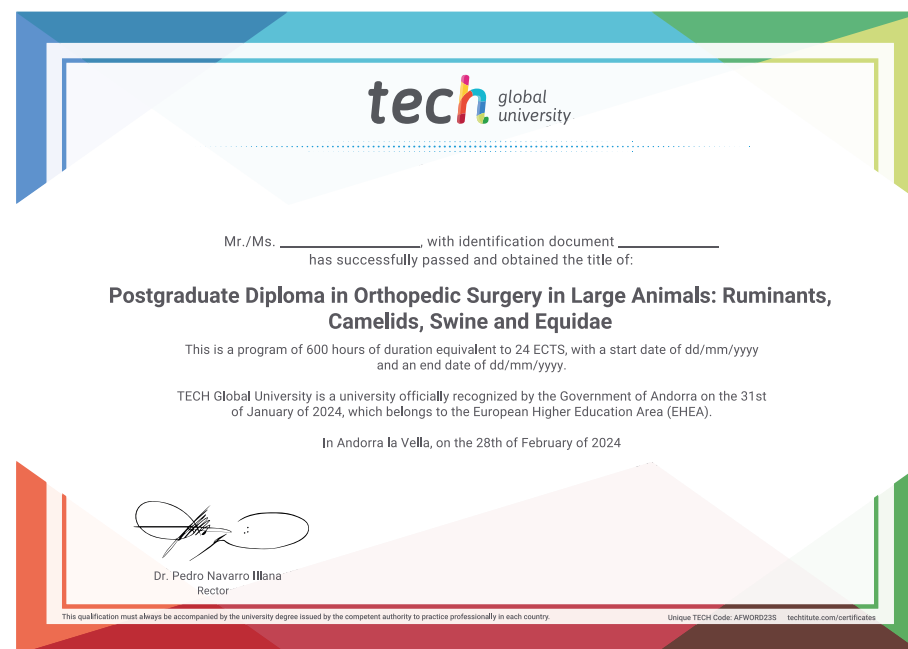 tech global university
Mr./Ms. ____________, with identification document ____________
has successfully passed and obtained the title of:
Postgraduate Diploma in Orthopedic Surgery in Large Animals: Ruminants,
Camelids, Swine and Equidae
This is a program of 600 hours of duration equivalent to 24 ECTS, with a start date of dd/mm/yyyy
and an end date of dd/mm/yyyy.
TECH Global University is a university officially recognized by the Government of Andorra on the 31st
of January of 2024, which belongs to the European Higher Education Area (EHEA).
In Andorra la Vella, on the 28th of February of 2024
Dr. Pedro Navarro Illana
Rector
This qualification must always be accompanied by the university degree issued by the competent authority to practice professionally in each country.
Unique TECH Code: AFWORD23S techtitute.com/certificates